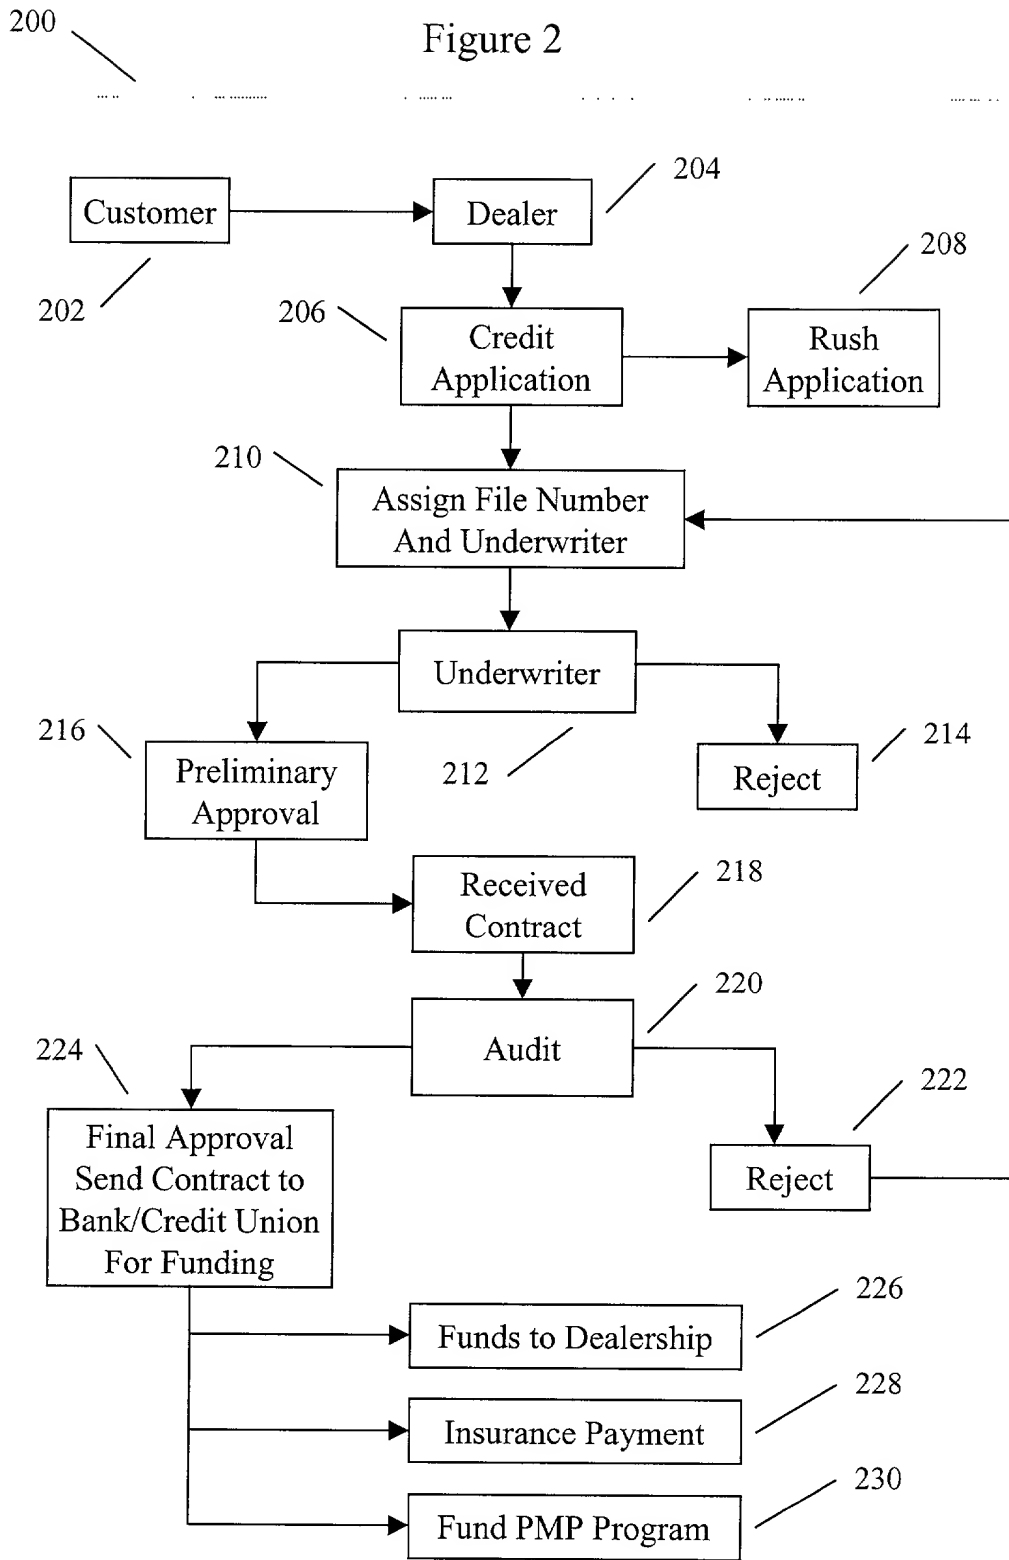 200
Figure 2
204
Customer
Dealer
208
202
206
Credit
Application
Rush
Application
210
Assign File Number
And Underwriter
Underwriter
216
212
214
Preliminary
Approval
Reject
218
Received
Contract
220
Audit
224
222
Final Approval
Send Contract to
Bank/Credit Union
For Funding
Reject
226
Funds to Dealership
228
Insurance Payment
230
Fund PMP Program